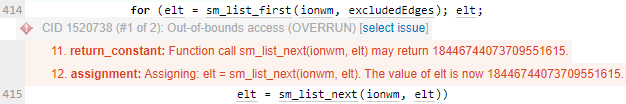 414 for (elt = sm_list_first(ionwm, excludedEdges); elt;
CID 1520738 (#1 of 2): Out-of-bounds access (OVERRUN) [select issue]
11. return_constant: Function call sm_list_next(ionwm, elt) may return 18446744073709551615.
12. assignment: Assigning: elt = sm_list_next(ionwm, elt). The value of elt is now 18446744073709551615.
415 elt = sm_list_next(ionwm, elt))